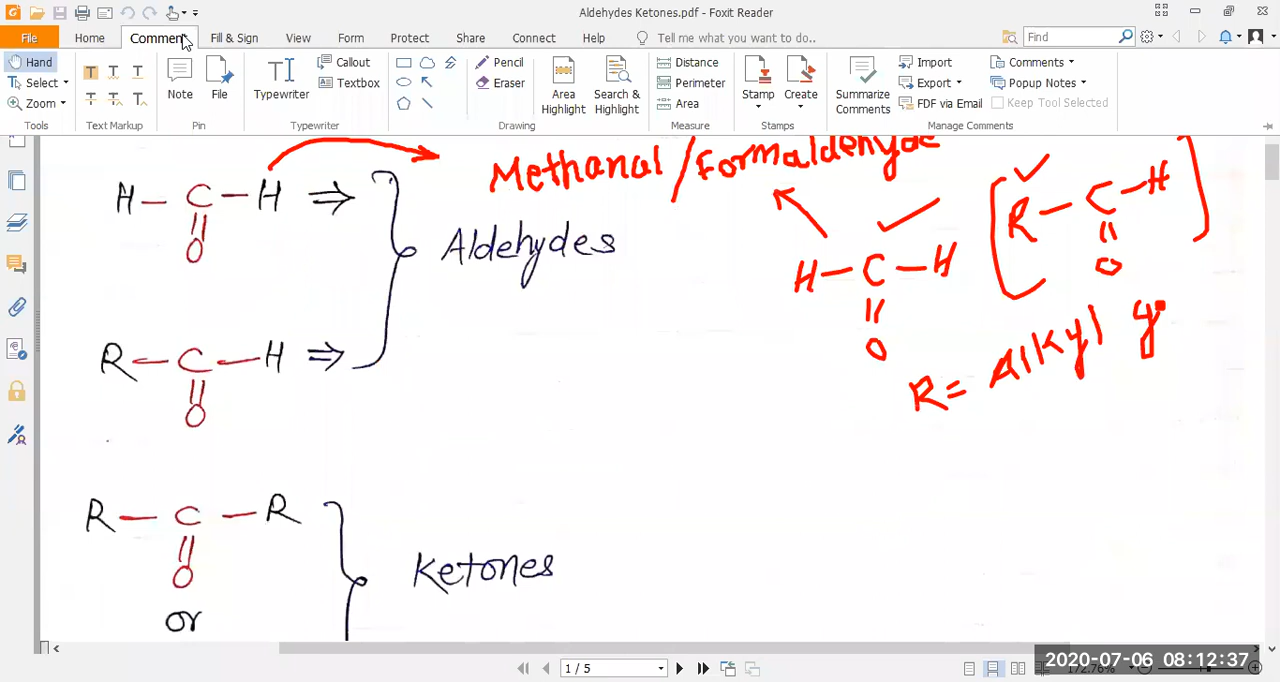 Aldehydes Ketones.pdf - Foxit Reader
File Home Comment Fill & Sign View Form Protect Share Connect Help Tell me what you want to do.. Find
Hand
Select
Zoom
Tools
Text Markup
Note
File
Pin
Typewriter
Callout
Textbox
Typewriter
Pencil
Eraser
Drawing
Area Highlight
Search & Highlight
Distance
Perimeter
Area
Measure
Stamp
Create
Stamps
Summarize Comments
Import
Export
FDF via Email
Comments
Popup Notes
Keep Tool Selected
Manage Comments
Methanal/Formaldehyde
H-C-H ⇒
O
Aldehydes
H-C-H
O
R-C-H
O
R = Alkyl g
R-C-H ⇒
O
R-C-R
O
Ketones
or
1 / 5
172.76%
2020-07-06 08:12:37